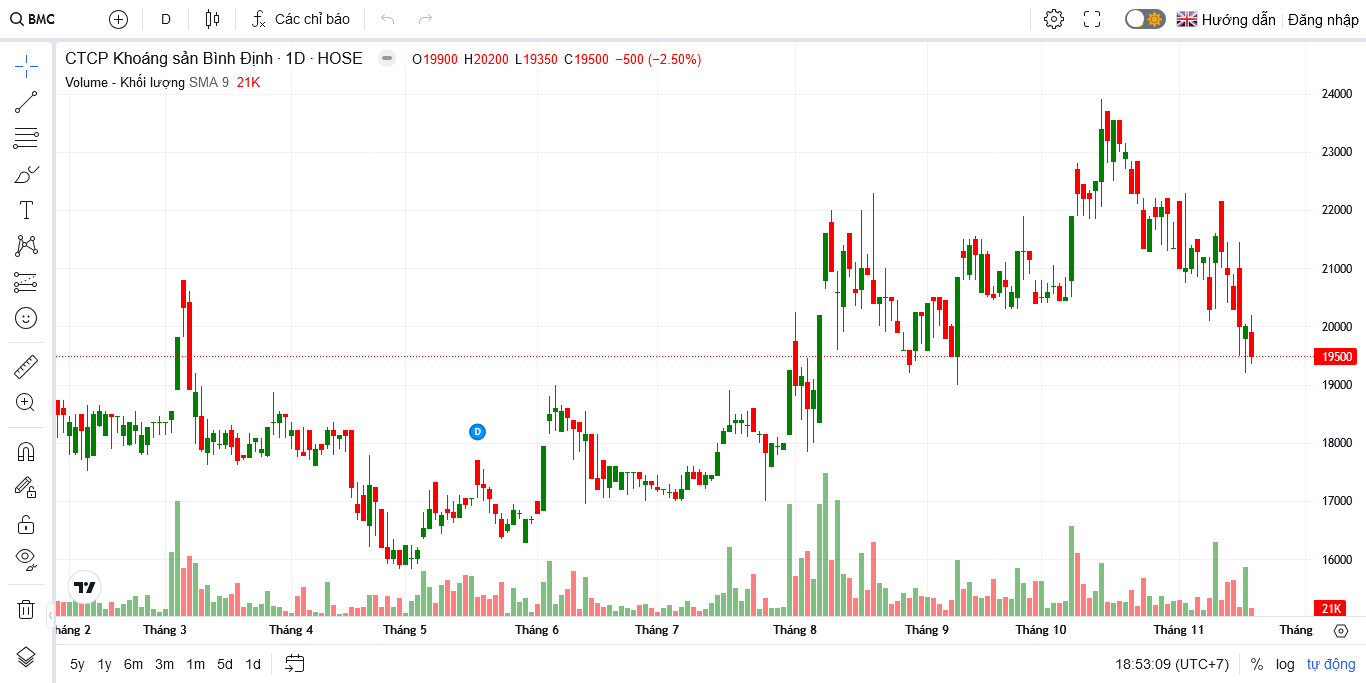 BMC D Các chỉ báo Hướng dẫn Đăng nhập
CTCP Khoáng sản Bình Định · 1D · HOSE O19900 H20200 L19350 C19500 −500 (−2.50%)
Volume - Khối lượng SMA 9 21K
24000
23000
22000
21000
20000
19500
19000
D
18000
17000
16000
21K
háng 2 Tháng 3 Tháng 4 Tháng 5 Tháng 6 Tháng 7 Tháng 8 Tháng 9 Tháng 10 Tháng 11 Tháng
5y 1y 6m 3m 1m 5d 1d 18:53:09 (UTC+7) % log tự động